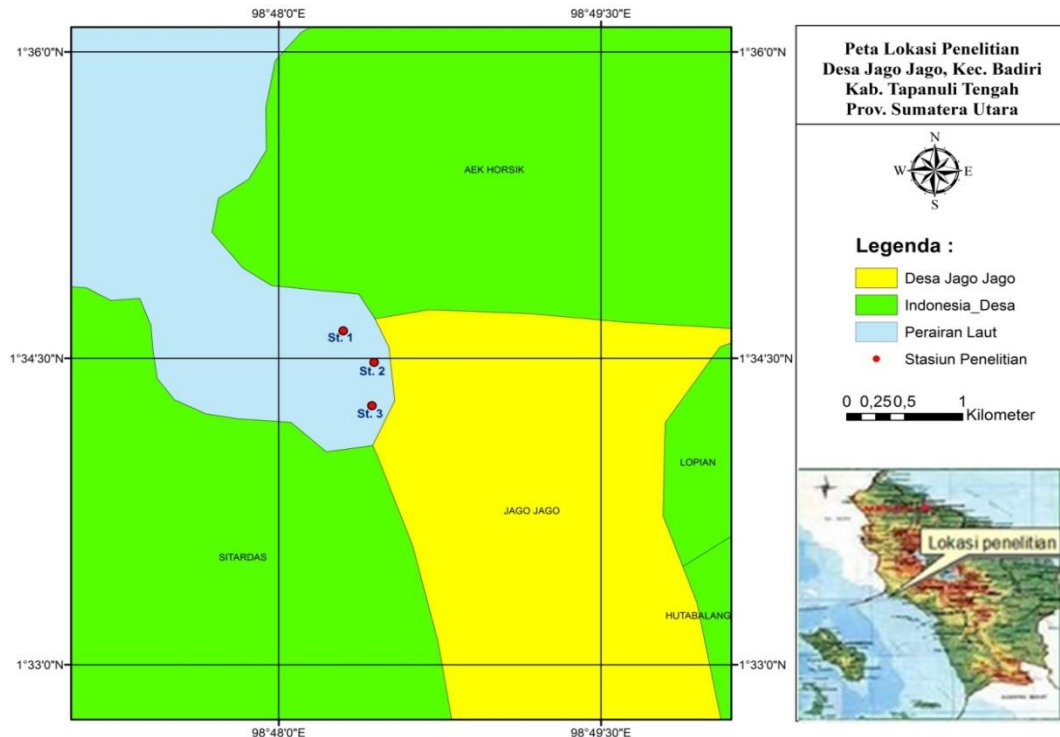 98°48'0"E
98°49'30"E
1°36'0"N
1°36'0"N
AEK HORSIK
St. 1
1°34'30"N
1°34'30"N
St. 2
St. 3
LOPIAN
JAGO JAGO
SITARDAS
HUTABALANG
1°33'0"N
1°33'0"N
98°48'0"E
98°49'30"E
Peta Lokasi Penelitian
Desa Jago Jago, Kec. Badiri
Kab. Tapanuli Tengah
Prov. Sumatera Utara
N
W
E
S
Legenda :
Desa Jago Jago
Indonesia_Desa
Perairan Laut
Stasiun Penelitian
0 0,25 0,5 1
Kilometer
Lokasi penelitian